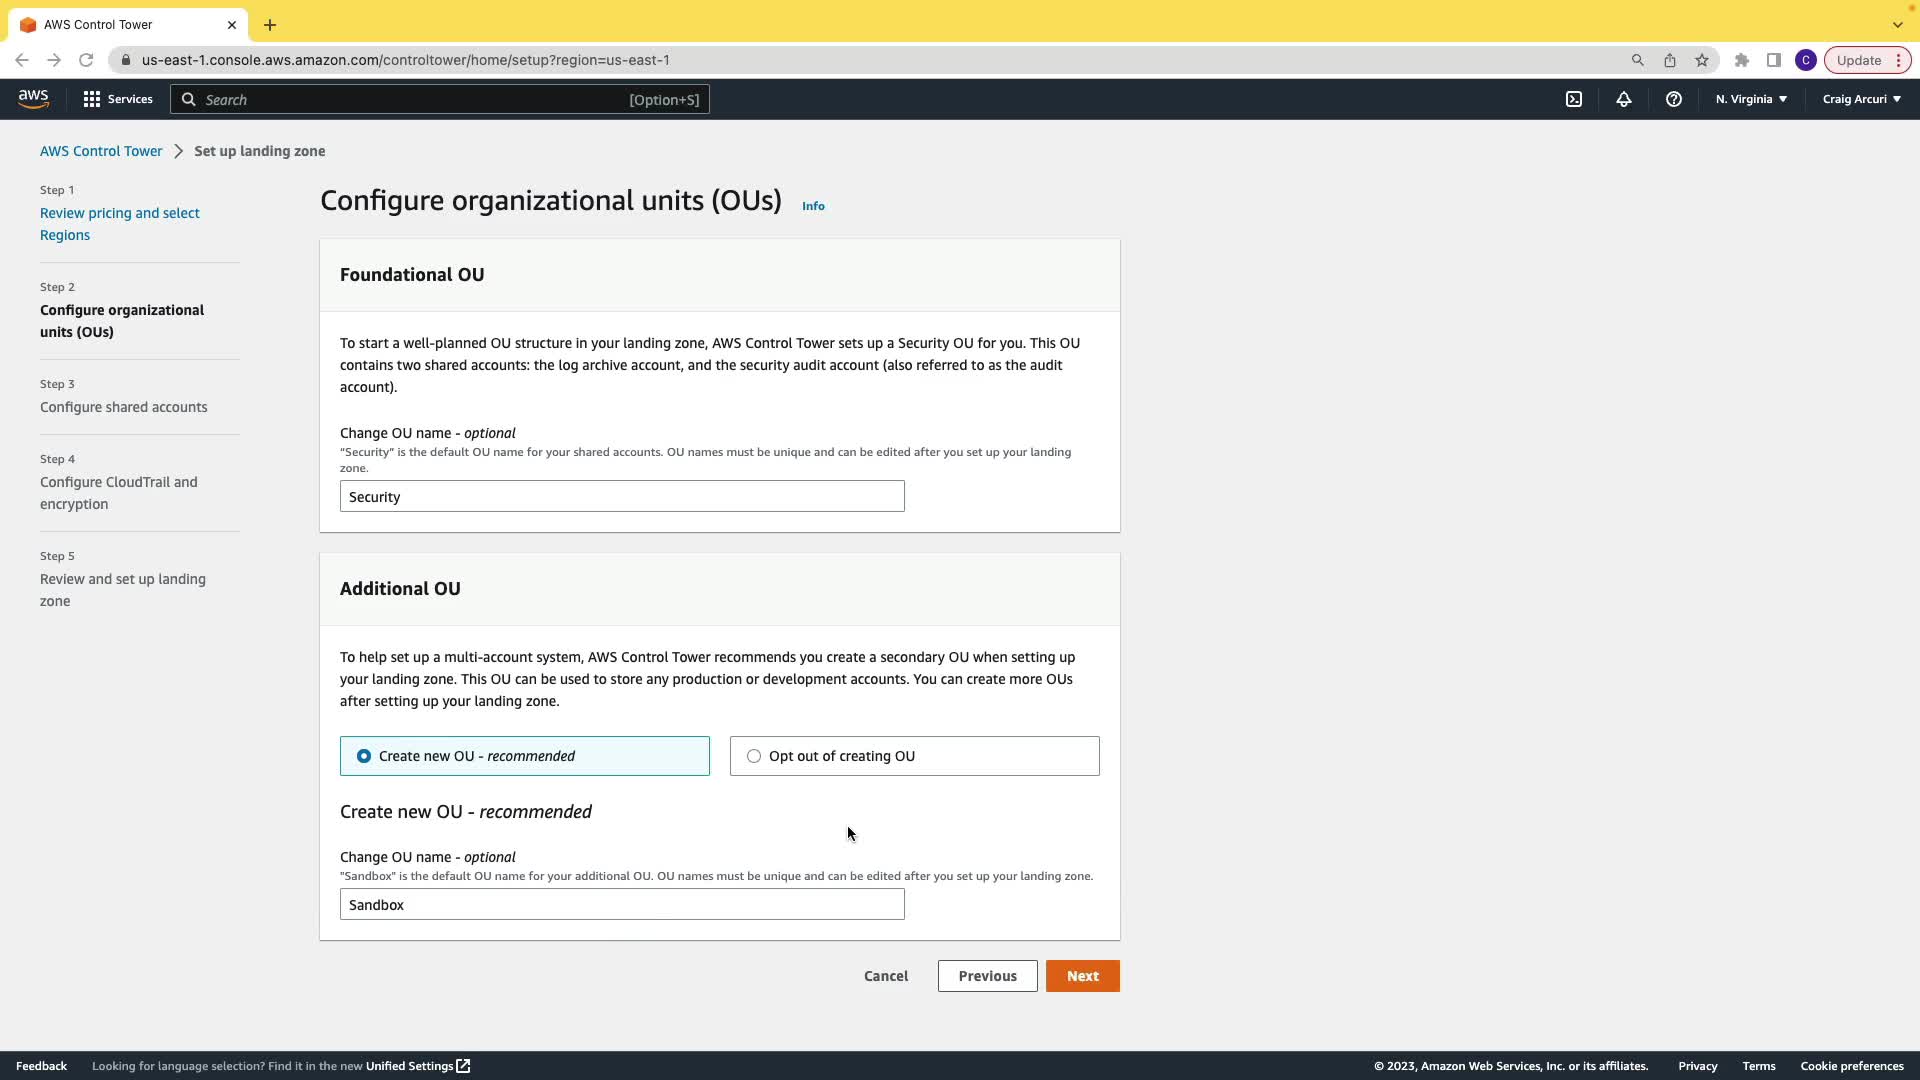 AWS Control Tower
us-east-1.console.aws.amazon.com/controltower/home/setup?region=us-east-1
C
Update
aws
Services
Search
[Option+S]
N. Virginia
Craig Arcuri
AWS Control Tower
Set up landing zone
Step 1
Review pricing and select
Regions
Step 2
Configure organizational
units (OUs)
Step 3
Configure shared accounts
Step 4
Configure CloudTrail and
encryption
Step 5
Review and set up landing
zone
Configure organizational units (OUs)
Info
Foundational OU
To start a well-planned OU structure in your landing zone, AWS Control Tower sets up a Security OU for you. This OU
contains two shared accounts: the log archive account, and the security audit account (also referred to as the audit
account).
Change OU name - optional
"Security" is the default OU name for your shared accounts. OU names must be unique and can be edited after you set up your landing
zone.
Security
Additional OU
To help set up a multi-account system, AWS Control Tower recommends you create a secondary OU when setting up
your landing zone. This OU can be used to store any production or development accounts. You can create more OUs
after setting up your landing zone.
Create new OU - recommended
Opt out of creating OU
Create new OU - recommended
Change OU name - optional
"Sandbox" is the default OU name for your additional OU. OU names must be unique and can be edited after you set up your landing zone.
Sandbox
Cancel
Previous
Next
Feedback
Looking for language selection? Find it in the new Unified Settings
© 2023, Amazon Web Services, Inc. or its affiliates.
Privacy
Terms
Cookie preferences